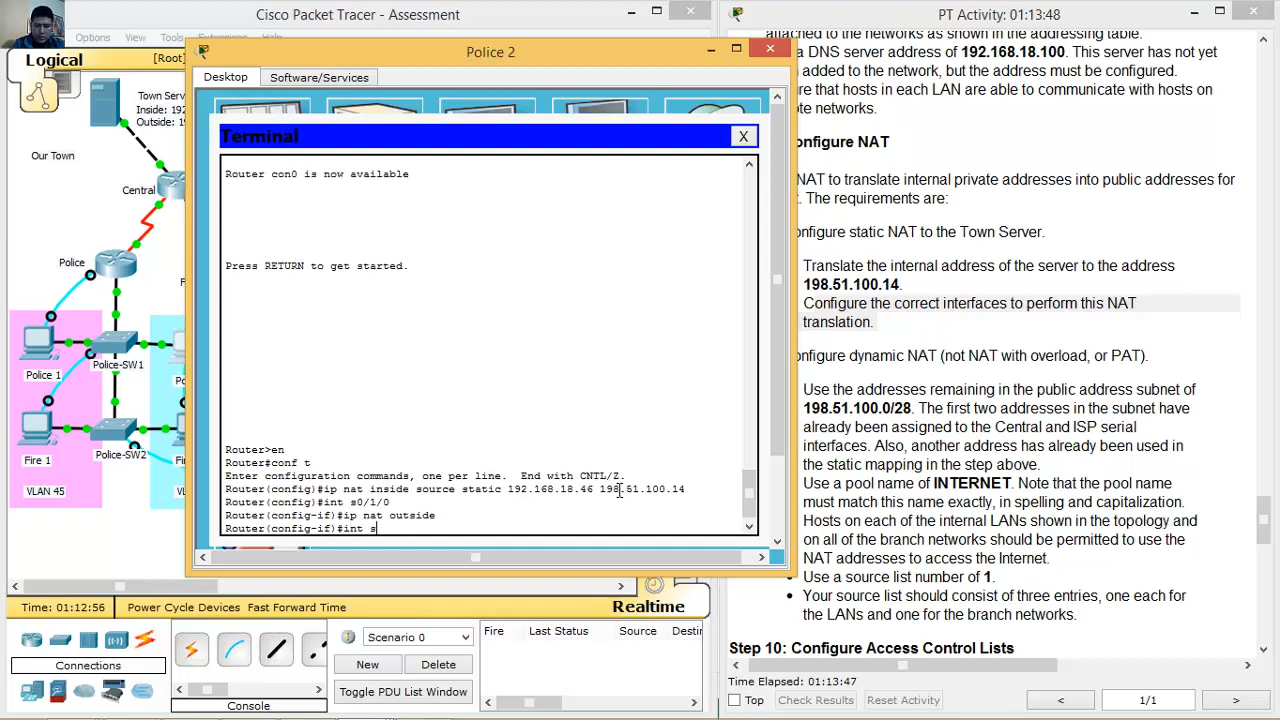 Cisco Packet Tracer - Assessment
Options View Tools
Logical
[Root]
Town Serv
Inside: 192
Outside: 19
Our Town
Central
Police
F
Police-SW1
Police 1
Po
Police-SW2
Fire 1
VLAN 45
Time: 01:12:56
Power Cycle Devices Fast Forward Time
Realtime
Connections
Console
Scenario 0
New Delete
Toggle PDU List Window
Fire Last Status Source Destin
Police 2
Desktop Software/Services
Terminal
X
Router con0 is now available
Press RETURN to get started.
Router>en
Router#conf t
Enter configuration commands, one per line. End with CNTL/Z.
Router(config)#ip nat inside source static 192.168.18.46 198.51.100.14
Router(config)#int s0/1/0
Router(config-if)#ip nat outside
Router(config-if)#int s
PT Activity: 01:13:48
attached to the networks as shown in the addressing table.
a DNS server address of 192.168.18.100. This server has not yet
added to the network, but the address must be configured.
ure that hosts in each LAN are able to communicate with hosts on
ote networks.
onfigure NAT
NAT to translate internal private addresses into public addresses for
t. The requirements are:
onfigure static NAT to the Town Server.
Translate the internal address of the server to the address
198.51.100.14.
Configure the correct interfaces to perform this NAT
translation.
onfigure dynamic NAT (not NAT with overload, or PAT).
Use the addresses remaining in the public address subnet of
198.51.100.0/28. The first two addresses in the subnet have
already been assigned to the Central and ISP serial
interfaces. Also, another address has already been used in
the static mapping in the step above.
Use a pool name of INTERNET. Note that the pool name
must match this name exactly, in spelling and capitalization.
Hosts on each of the internal LANs shown in the topology and
on all of the branch networks should be permitted to use the
NAT addresses to access the Internet.
• Use a source list number of 1.
• Your source list should consist of three entries, one each for
the LANs and one for the branch networks.
Step 10: Configure Access Control Lists
Time Elapsed: 01:13:47
Top Check Results Reset Activity < 1/1 >